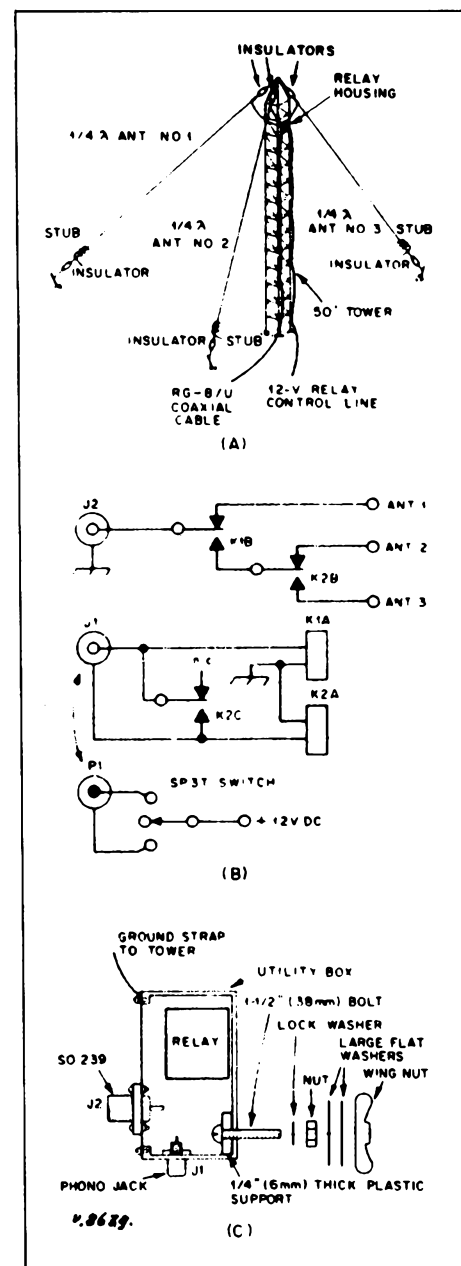 INSULATORS
RELAY
HOUSING
1/4 λ ANT NO 1
1/4 λ
ANT NO 2
1/4 λ
ANT NO 3
STUB
INSULATOR
STUB
INSULATOR
INSULATOR
STUB
50' TOWER
RG-8/U
COAXIAL
CABLE
12-V RELAY
CONTROL LINE
(A)
J2
ANT 1
K1B
ANT 2
K2B
ANT 3
J1
K1A
n.c.
K2C
K2A
P1
SP3T SWITCH
+ 12V DC
(B)
GROUND STRAP
TO TOWER
UTILITY BOX
1-1/2" (38mm) BOLT
LOCK WASHER
RELAY
LARGE FLAT
WASHERS
NUT
WING NUT
SO 239
J2
J1
PHONO JACK
1/4" (6mm) THICK PLASTIC
SUPPORT
(C)